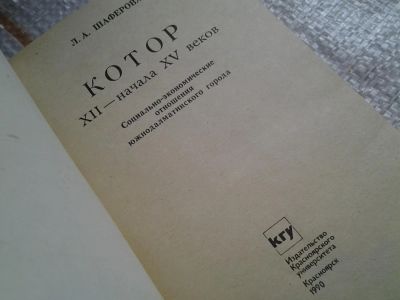 Л. А. ШАФЕРОВА
КОТОР
XII — начала XV веков
Социально-экономические
отношения
южнодалматинского города
кгу
Издательство
Красноярского
университета
Красноярск
1990